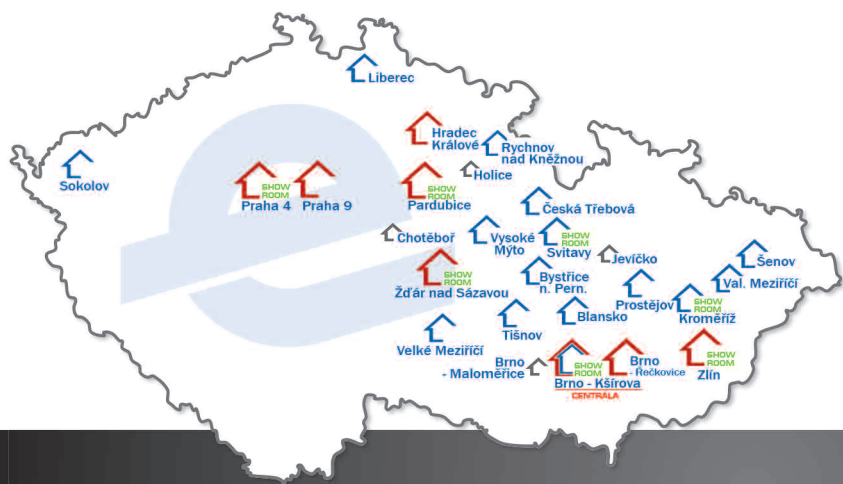 Liberec
Hradec
Králové
Rychnov
nad Kněžnou
Holice
Sokolov
SHOW
ROOM
Praha 4
Praha 9
SHOW
ROOM
Pardubice
Česká Třebová
Chotěboř
Vysoké
Mýto
SHOW
ROOM
Svitavy
Jevíčko
Šenov
SHOW
ROOM
Žďár nad Sázavou
Bystřice
n. Pern.
Val. Meziříčí
Prostějov
SHOW
ROOM
Kroměříž
Blansko
Tišnov
Velké Meziříčí
Brno
- Maloměřice
SHOW
ROOM
Brno - Kšírova
CENTRÁLA
Brno
- Řečkovice
SHOW
ROOM
Zlín